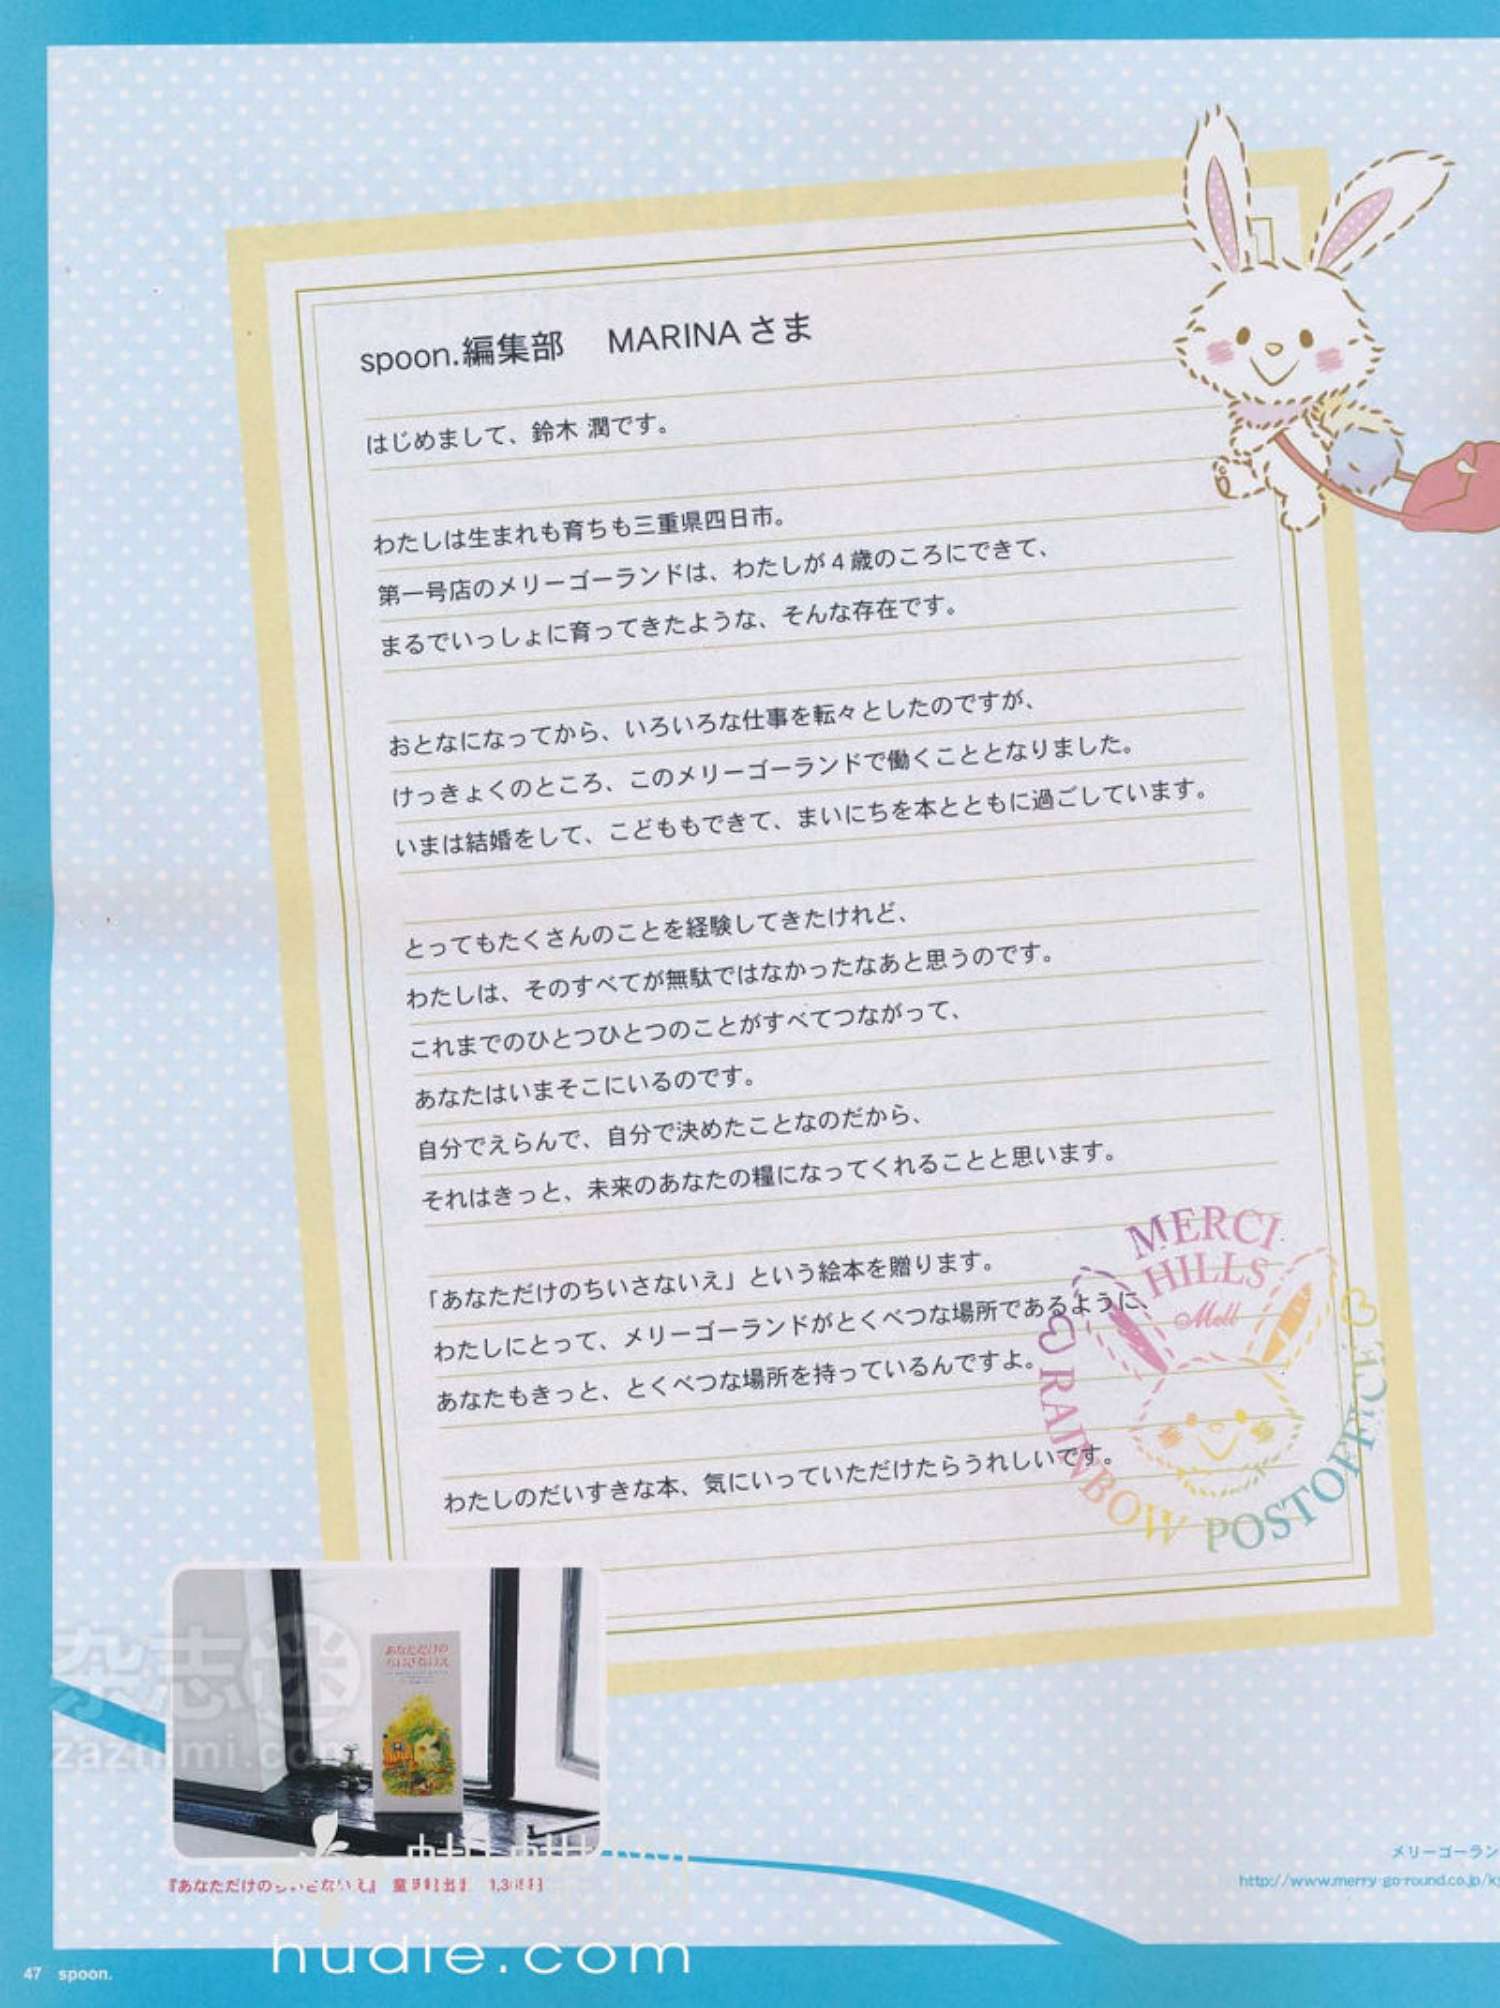 spoon.編集部　MARINAさま
はじめまして、鈴木 潤です。
わたしは生まれも育ちも三重県四日市。
第一号店のメリーゴーランドは、わたしが4歳のころにできて、
まるでいっしょに育ってきたような、そんな存在です。
おとなになってから、いろいろな仕事を転々としたのですが、
けっきょくのところ、このメリーゴーランドで働くこととなりました。
いまは結婚をして、こどももできて、まいにちを本とともに過ごしています。
とってもたくさんのことを経験してきたけれど、
わたしは、そのすべてが無駄ではなかったなあと思うのです。
これまでのひとつひとつのことがすべてつながって、
あなたはいまそこにいるのです。
自分でえらんで、自分で決めたことなのだから、
それはきっと、未来のあなたの糧になってくれることと思います。
「あなただけのちいさないえ」という絵本を贈ります。
わたしにとって、メリーゴーランドがとくべつな場所であるように、
あなたもきっと、とくべつな場所を持っているんですよ。
わたしのだいすきな本、気にいっていただけたらうれしいです。
MERCI
HILLS
Mell
RAINBOW POSTOFFICE
あなただけの
ちいさないえ
杂志迷
zazhimi.com
『あなただけのちいさないえ』
メリーゴーラン
http://www.merry-go-round.co.jp/ky
hudie.com
47 spoon.